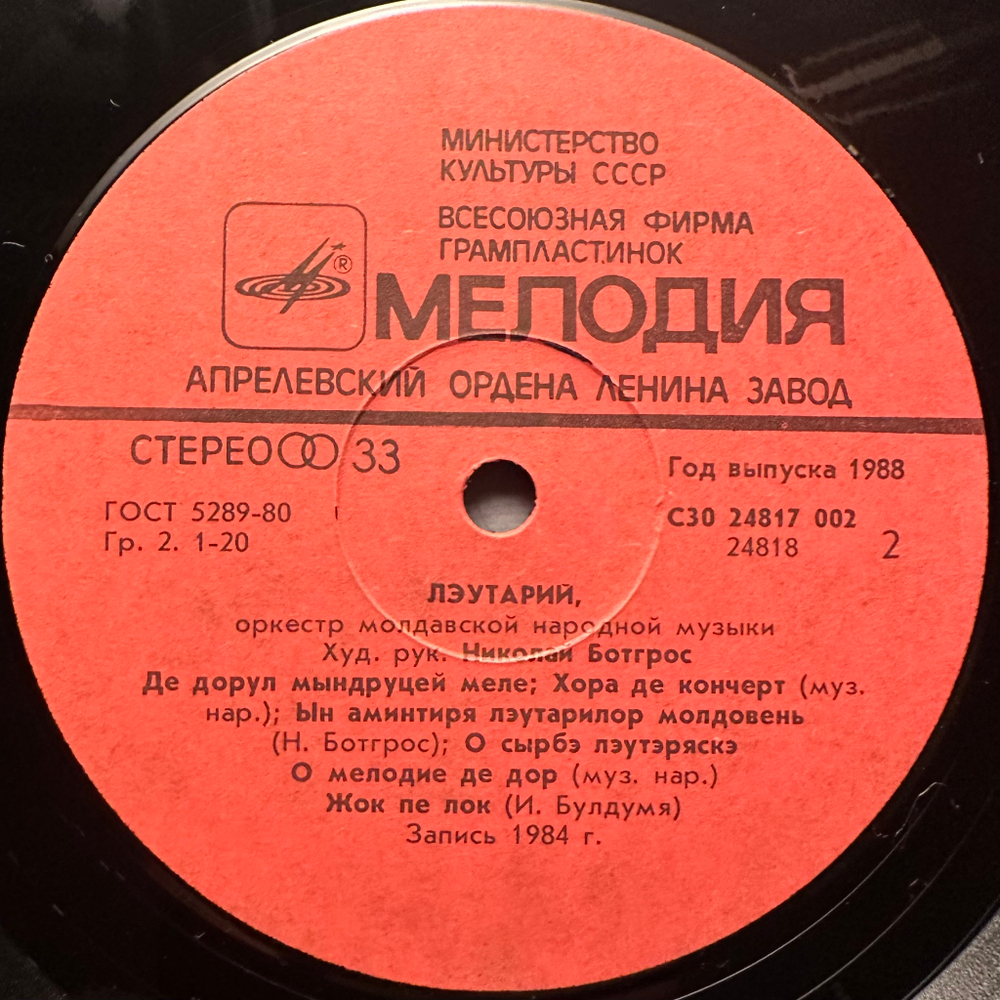 МИНИСТЕРСТВО
КУЛЬТУРЫ СССР
ВСЕСОЮЗНАЯ ФИРМА
ГРАМПЛАСТИНОК
®
МЕЛОДИЯ
АПРЕЛЕВСКИЙ ОРДЕНА ЛЕНИНА ЗАВОД
СТЕРЕО 33
Год выпуска 1988
ГОСТ 5289-80
С30 24817 002
Гр. 2. 1-20
24818 2
ЛЭУТАРИЙ,
оркестр молдавской народной музыки
Худ. рук. Николай Ботгрос
Де дорул мындруцей меле; Хора де кончерт (муз.
нар.); Ын аминтиря лэутарилор молдовень
(Н. Ботгрос); О сырбэ лэутэряскэ
О мелодие де дор (муз. нар.)
Жок пе лок (И. Булдумя)
Запись 1984 г.